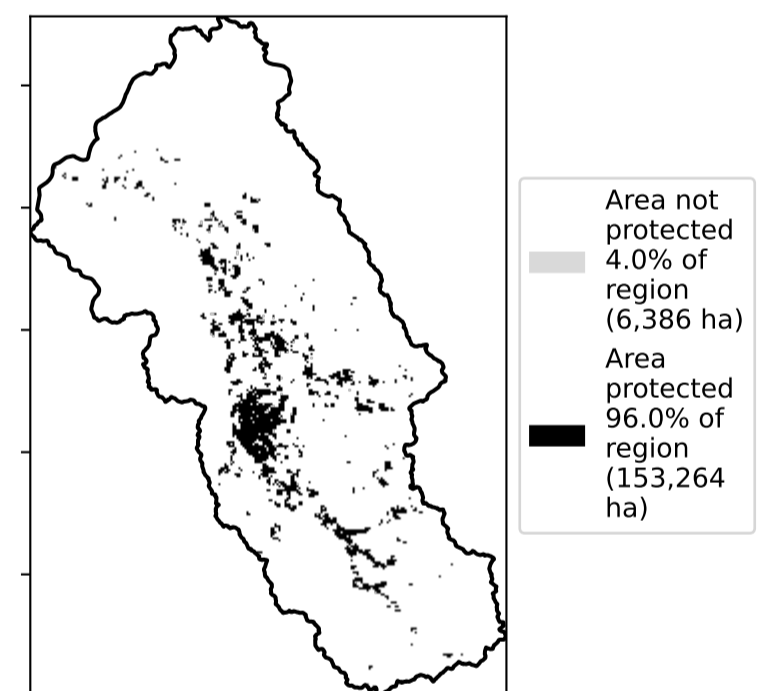 Area not
protected
4.0% of
region
(6,386 ha)
Area
protected
96.0% of
region
(153,264
ha)